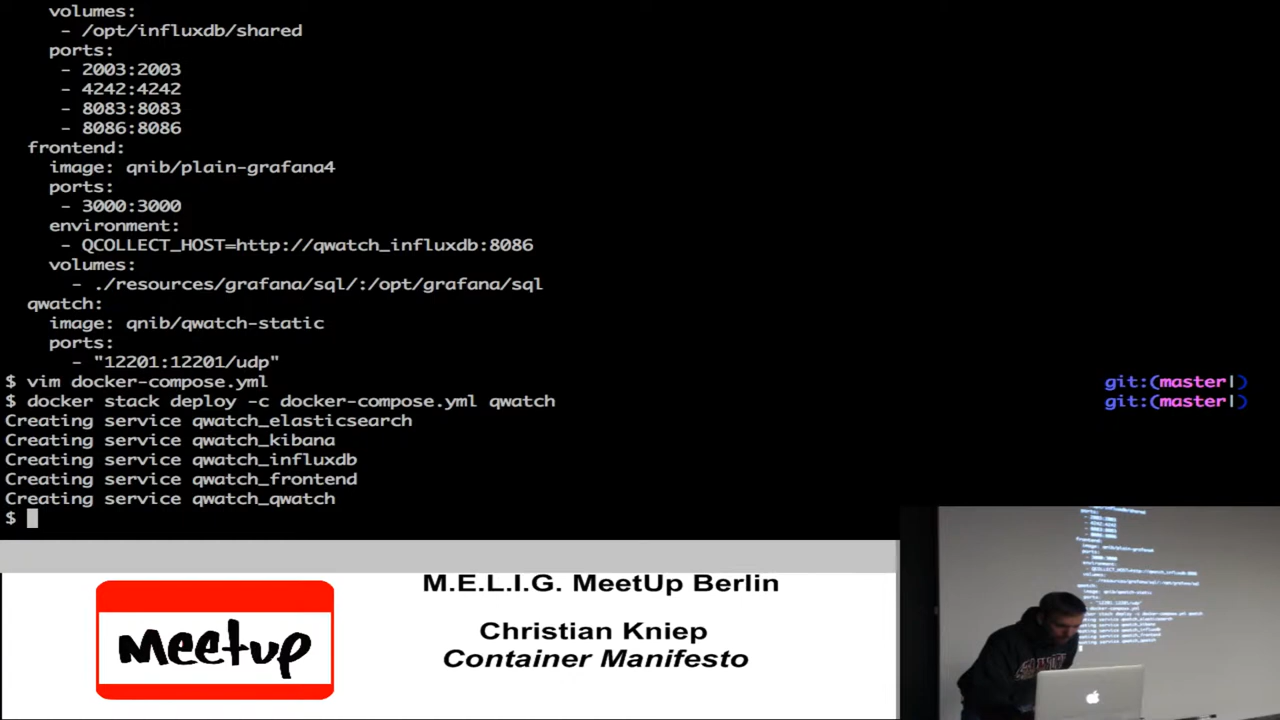 volumes:
- /opt/influxdb/shared
ports:
- 2003:2003
- 4242:4242
- 8083:8083
- 8086:8086
frontend:
image: qnib/plain-grafana4
ports:
- 3000:3000
environment:
- QCOLLECT_HOST=http://qwatch_influxdb:8086
volumes:
- ./resources/grafana/sql/:/opt/grafana/sql
qwatch:
image: qnib/qwatch-static
ports:
- "12201:12201/udp"
$ vim docker-compose.yml git:(master|)
$ docker stack deploy -c docker-compose.yml qwatch git:(master|)
Creating service qwatch_elasticsearch
Creating service qwatch_kibana
Creating service qwatch_influxdb
Creating service qwatch_frontend
Creating service qwatch_qwatch
$
Meetup
M.E.L.I.G. MeetUp Berlin
Christian Kniep
Container Manifesto